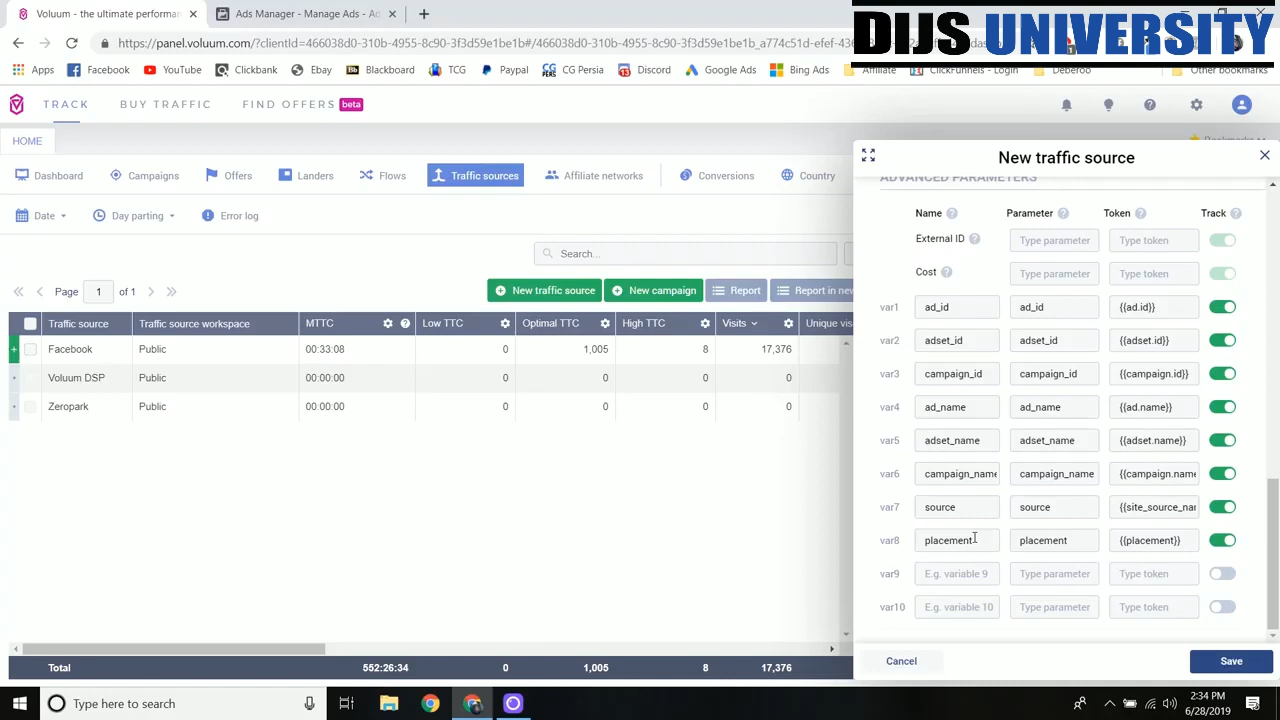 Voluum - the ultimate performan
Ads Manager - Manage Ads - Ad
DIJS UNIVERSITY
https://panel.voluum.com/?clientId=466038d0-310b-4955-8c90-3f3d59e1be1b#/466038d0-310b-4955-8c90-3f3d59e1be1b_a774c51d-efef-436
Apps
Facebook
YouTube
Clickbank
Ebay
Blackboard
TCG
Paypal
CG Persia
Discord
Google Ads
Bing Ads
Affiliate
ClickFunnels - Login
Deberoo
Other bookmarks
TRACK
BUY TRAFFIC
FIND OFFERS beta
HOME
Dashboard
Campaigns
Offers
Landers
Flows
Traffic sources
Affiliate networks
Conversions
Country
Date
Day parting
Error log
Search...
Page 1 of 1
New traffic source
New campaign
Report
Report in new
Traffic source Traffic source workspace ATTC Low TTC Optimal TTC High TTC Visits Unique vis
Facebook Public 00:33:08 0 1,005 8 17,376
Voluum DSP Public 00:00:00 0 0 0 0
Zeropark Public 00:00:00 0 0 0 0
Total 552:26:34 0 1,005 8 17,376
New traffic source
ADVANCED PARAMETERS
Name Parameter Token Track
External ID Type parameter Type token
Cost Type parameter Type token
var1 ad_id ad_id {{ad.id}}
var2 adset_id adset_id {{adset.id}}
var3 campaign_id campaign_id {{campaign.id}}
var4 ad_name ad_name {{ad.name}}
var5 adset_name adset_name {{adset.name}}
var6 campaign_name campaign_name {{campaign.name
var7 source source {{site_source_nar
var8 placement placement {{placement}}
var9 E.g. variable 9 Type parameter Type token
var10 E.g. variable 10 Type parameter Type token
Cancel
Save
Type here to search
2:34 PM
6/28/2019